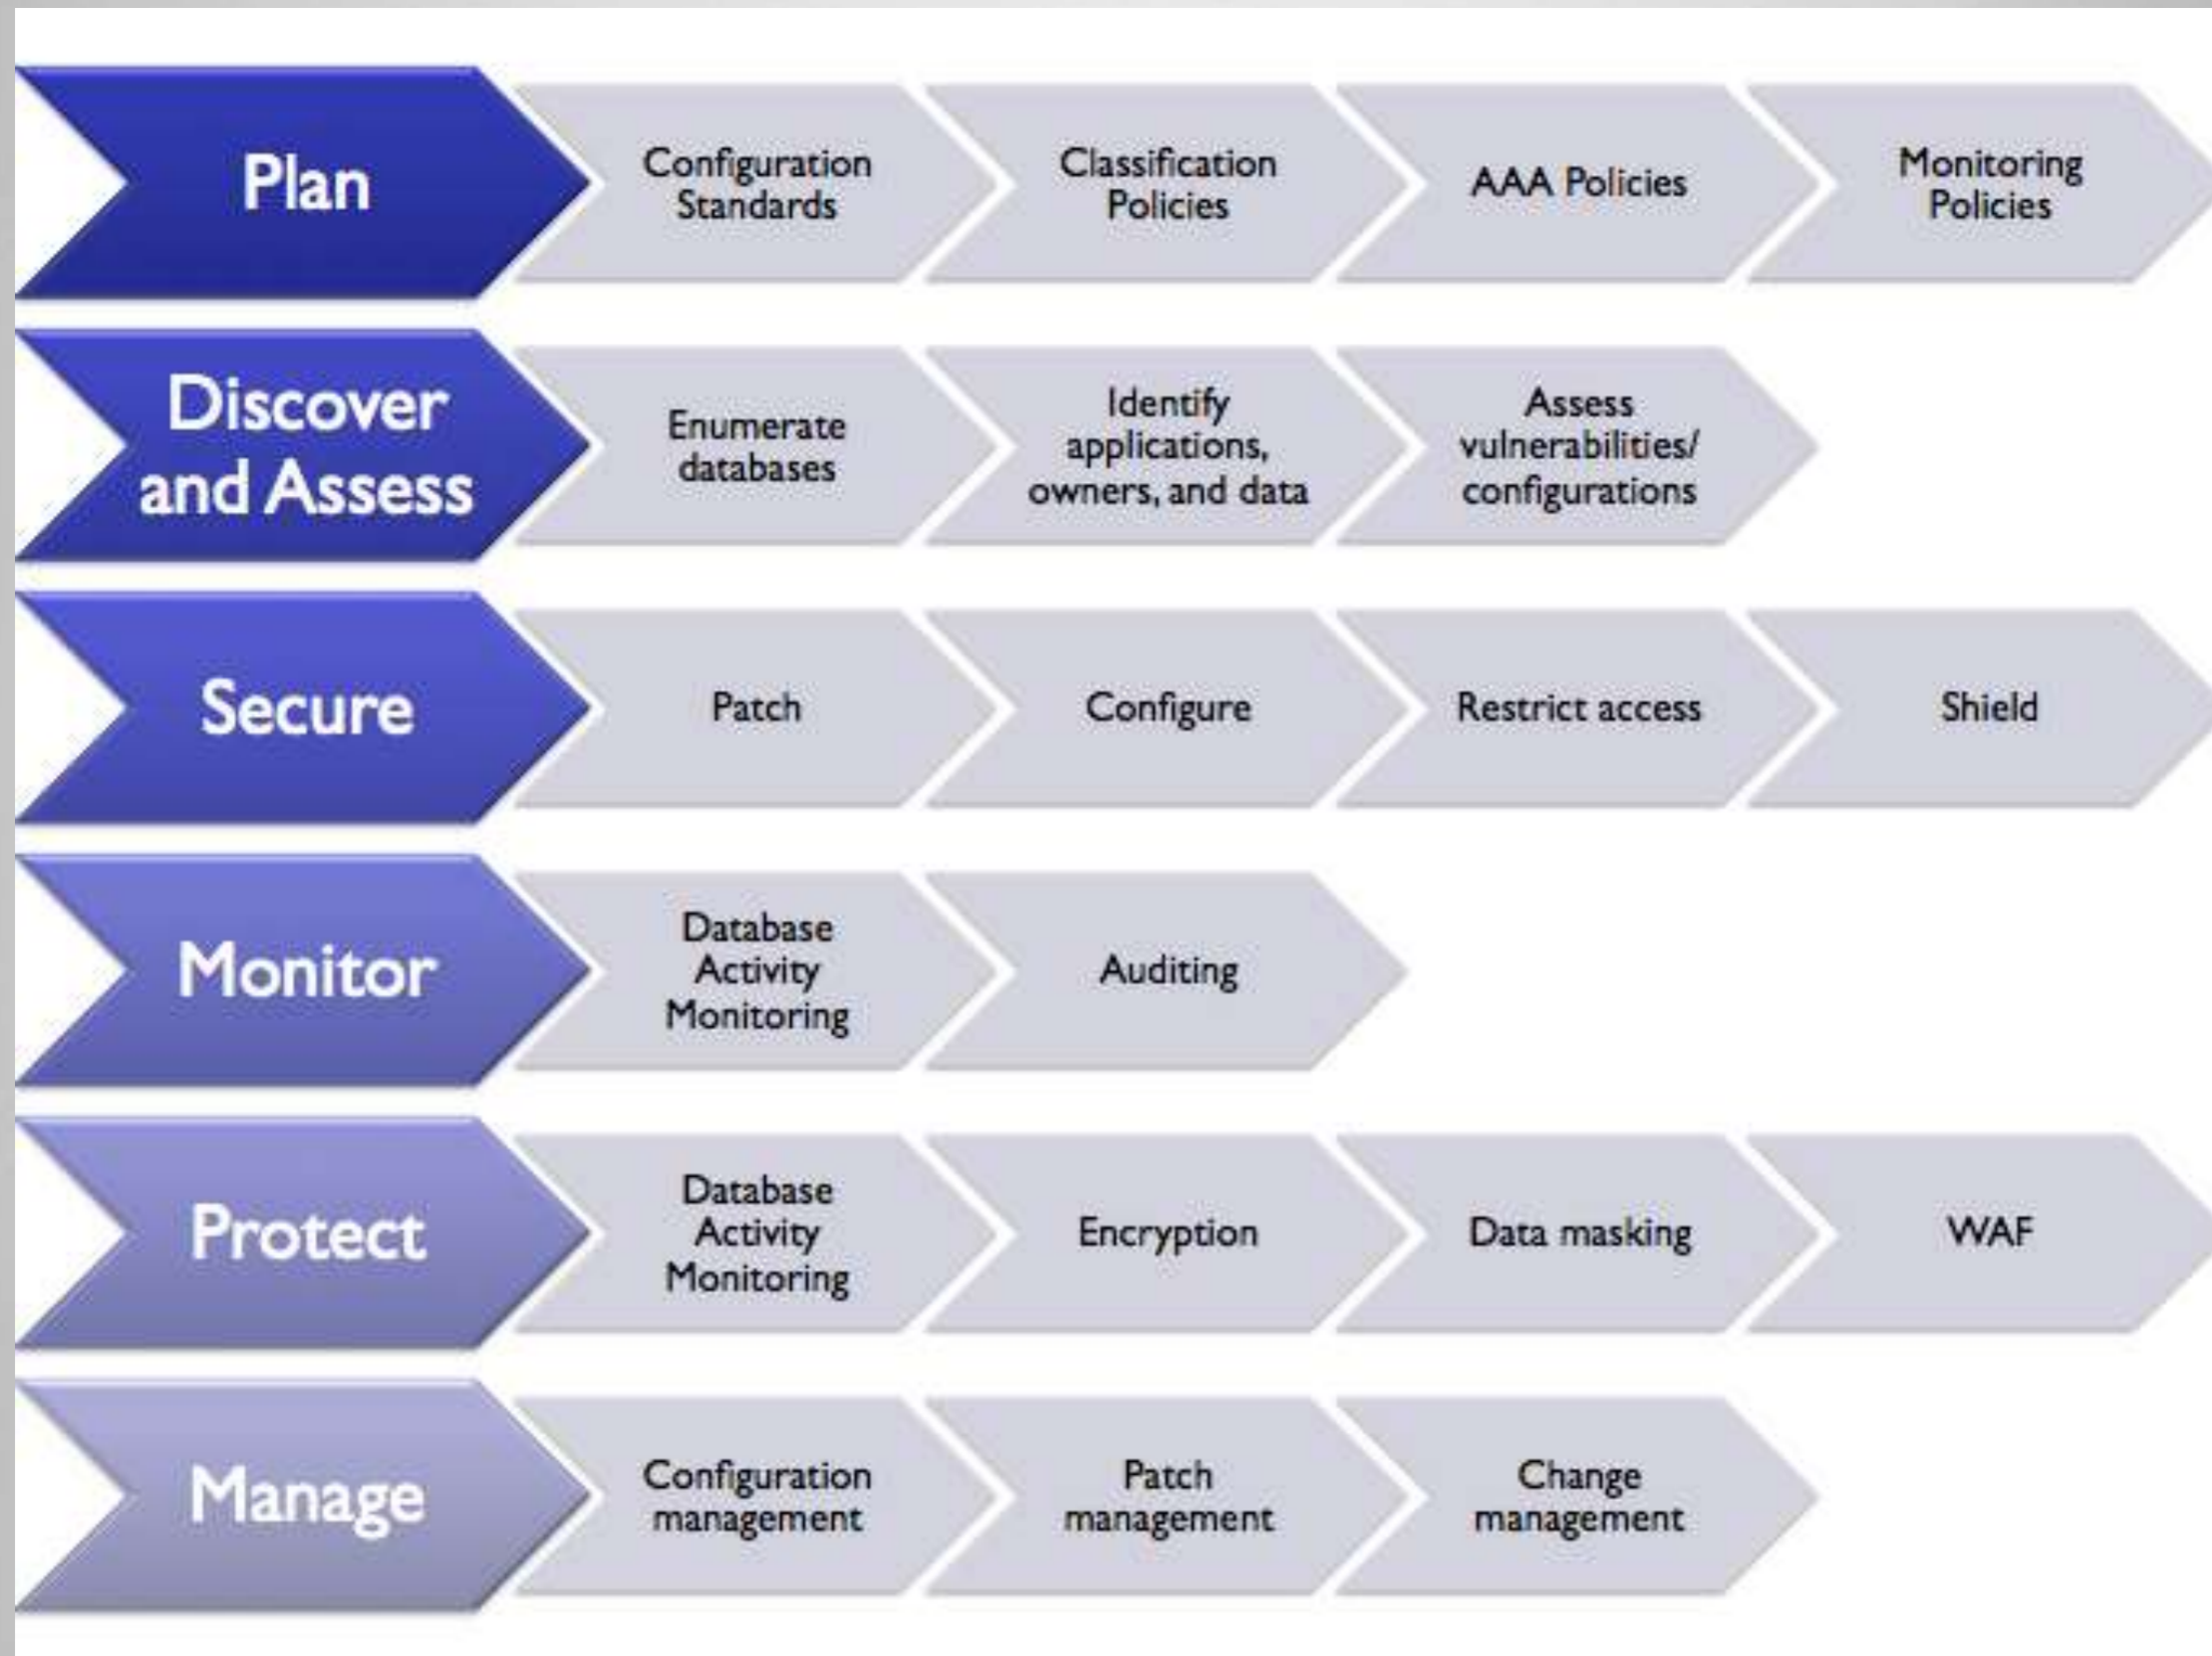 Plan
Configuration
Standards
Classification
Policies
AAA Policies
Monitoring
Policies
Discover
and Assess
Enumerate
databases
Identify
applications,
owners, and data
Assess
vulnerabilities/
configurations
Secure
Patch
Configure
Restrict access
Shield
Monitor
Database
Activity
Monitoring
Auditing
Protect
Database
Activity
Monitoring
Encryption
Data masking
WAF
Manage
Configuration
management
Patch
management
Change
management